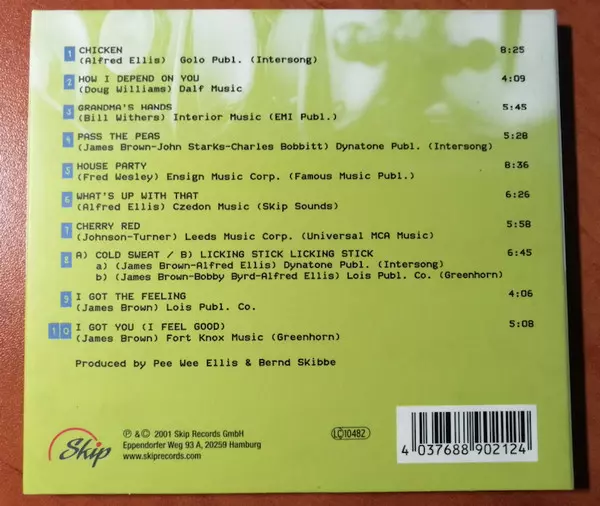 1 CHICKEN 8:25
(Alfred Ellis) Golo Publ. (Intersong)
2 HOW I DEPEND ON YOU 4:09
(Doug Williams) Dalf Music
3 GRANDMA'S HANDS 5:45
(Bill Withers) Interior Music (EMI Publ.)
4 PASS THE PEAS 5:28
(James Brown-John Starks-Charles Bobbitt) Dynatone Publ. (Intersong)
5 HOUSE PARTY 8:36
(Fred Wesley) Ensign Music Corp. (Famous Music Publ.)
6 WHAT'S UP WITH THAT 6:26
(Alfred Ellis) Czedon Music (Skip Sounds)
7 CHERRY RED 5:58
(Johnson-Turner) Leeds Music Corp. (Universal MCA Music)
8 A) COLD SWEAT / B) LICKING STICK LICKING STICK 6:45
a) (James Brown-Alfred Ellis) Dynatone Publ. (Intersong)
b) (James Brown-Bobby Byrd-Alfred Ellis) Lois Publ. Co. (Greenhorn)
9 I GOT THE FEELING 4:06
(James Brown) Lois Publ. Co.
10 I GOT YOU (I FEEL GOOD) 5:08
(James Brown) Fort Knox Music (Greenhorn)
Produced by Pee Wee Ellis & Bernd Skibbe
Skip
℗ & © 2001 Skip Records GmbH
Eppendorfer Weg 93 A, 20259 Hamburg
www.skiprecords.com
LC 10482
4 037688 902124